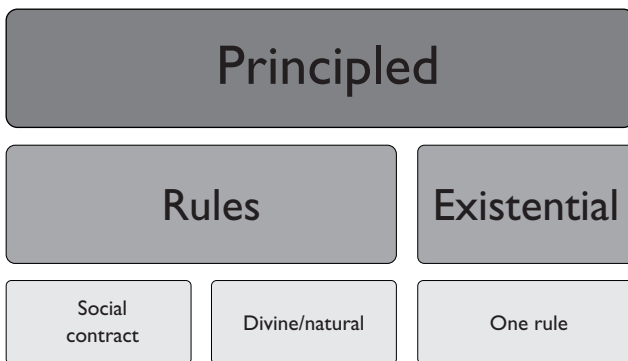 Principled
Rules
Existential
Social
contract
Divine/natural
One rule